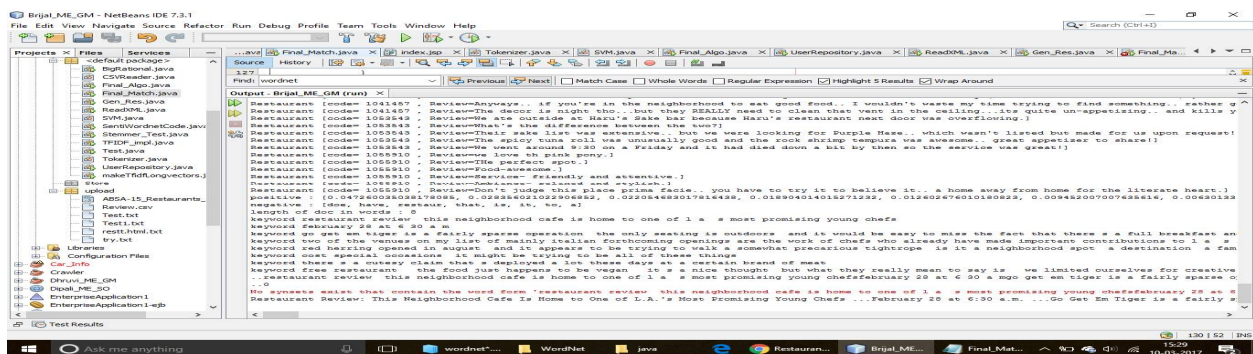 Brijal_ME_GM - NetBeans IDE 7.3.1
File Edit View Navigate Source Refactor Run Debug Profile Team Tools Window Help
Search (Ctrl+I)
Projects × Files Services
...ava Final_Match.java × index.jsp × Tokenizer.java × SVM.java × Final_Algo.java × UserRepository.java × ReadXML.java × Gen_Res.java × Final_Ma...
<default package>
BigRational.java
CSVReader.java
Final_Algo.java
Final_Match.java
Gen_Res.java
ReadXML.java
SVM.java
SentiWordnetCode.java
Stemmer_Test.java
TFIDF_impl.java
Test.java
Tokenizer.java
UserRepository.java
makeTfidfLongvectors.j
Store
upload
ABSA-15_Restaurants_
Review.csv
Test.txt
Test1.txt
restt.html.txt
try.txt
Libraries
Configuration Files
Car_Info
Crawler
Dhruvi_ME_GM
Dipali_ME_SO
EnterpriseApplication1
EnterpriseApplication1-ejb
Source History
127 }
Find: wordnet Previous Next Match Case Whole Words Regular Expression Highlight 5 Results Wrap Around
Output - Brijal_ME_GM (run) ×
Restaurant [code= 1041457 , Review=Anyways.. if you're in the neighborhood to eat good food.. I wouldn't waste my time trying to find something.. rather g
Restaurant [code= 1041457 , Review=The decor is night tho...but they REALLY need to clean that vent in the ceiling...its quite un-appetizing.. and kills y
Restaurant [code= 1053543 , Review=We ate outside at Haru's Sake bar because Haru's restaurant next door was overflowing.]
Restaurant [code= 1053543 , Review=What's the difference between the two?]
Restaurant [code= 1053543 , Review=Their sake list was extensive.. but we were looking for Purple Haze.. which wasn't listed but made for us upon request!
Restaurant [code= 1053543 , Review=The spicy tuna roll was unusually good and the rock shrimp tempura was awesome.. great appetizer to share!]
Restaurant [code= 1053543 , Review=We went around 9:30 on a Friday and it had died down a bit by then so the service was great!]
Restaurant [code= 1055910 , Review=we love th pink pony.]
Restaurant [code= 1055910 , Review=THe perfect spot.]
Restaurant [code= 1055910 , Review=Food-awesome.]
Restaurant [code= 1055910 , Review=Service- friendly and attentive.]
Restaurant [code= 1055910 , Review=Ambiance- relaxed and stylish.]
Restaurant [code= 1055910 , Review=Don't judge this place prima facie.. you have to try it to believe it.. a home away from home for the literate heart.]
negative : [doe, have, restaur, that, is, it, to, a]
length of doc in words : 8
keyword restaurant review this neighborhood cafe is home to one of l a s most promising young chefs
keyword february 28 at 6 30 a m
keyword go get em tiger is a fairly sparse operation the only seating is outdoors and it would be easy to miss the fact that there s a full breakfast an
keyword two of the venues on my list of mainly italian forthcoming openings are the work of chefs who already have made important contributions to l a s
keyword red herring opened in august and it appears to be trying to walk a somewhat precarious tightrope is it a neighborhood spot a destination a fam
keyword cost special occasions it might be trying to be all of these things
keyword there s a cutesy claim that s deployed a lot these days at a certain brand of meat
keyword free restaurant the food just happens to be vegan it s a nice thought but what they really mean to say is we limited ourselves for creative
..restaurant review this neighborhood cafe is home to one of l a s most promising young chefsfebruary 28 at 6 30 a mgo get em tiger is a fairly sparse o
..0
No synsets exist that contain the word form 'restaurant review this neighborhood cafe is home to one of l a s most promising young chefsfebruary 28 at 6
Restaurant Review: This Neighborhood Cafe Is Home to One of L.A.'s Most Promising Young Chefs ...February 28 at 6:30 a.m. ...Go Get Em Tiger is a fairly s
Test Results
130 | 52 INS
Ask me anything
wordnet^... WordNet java Restauran... Brijal_ME... Final_Mat...
15:29
10-03-2017